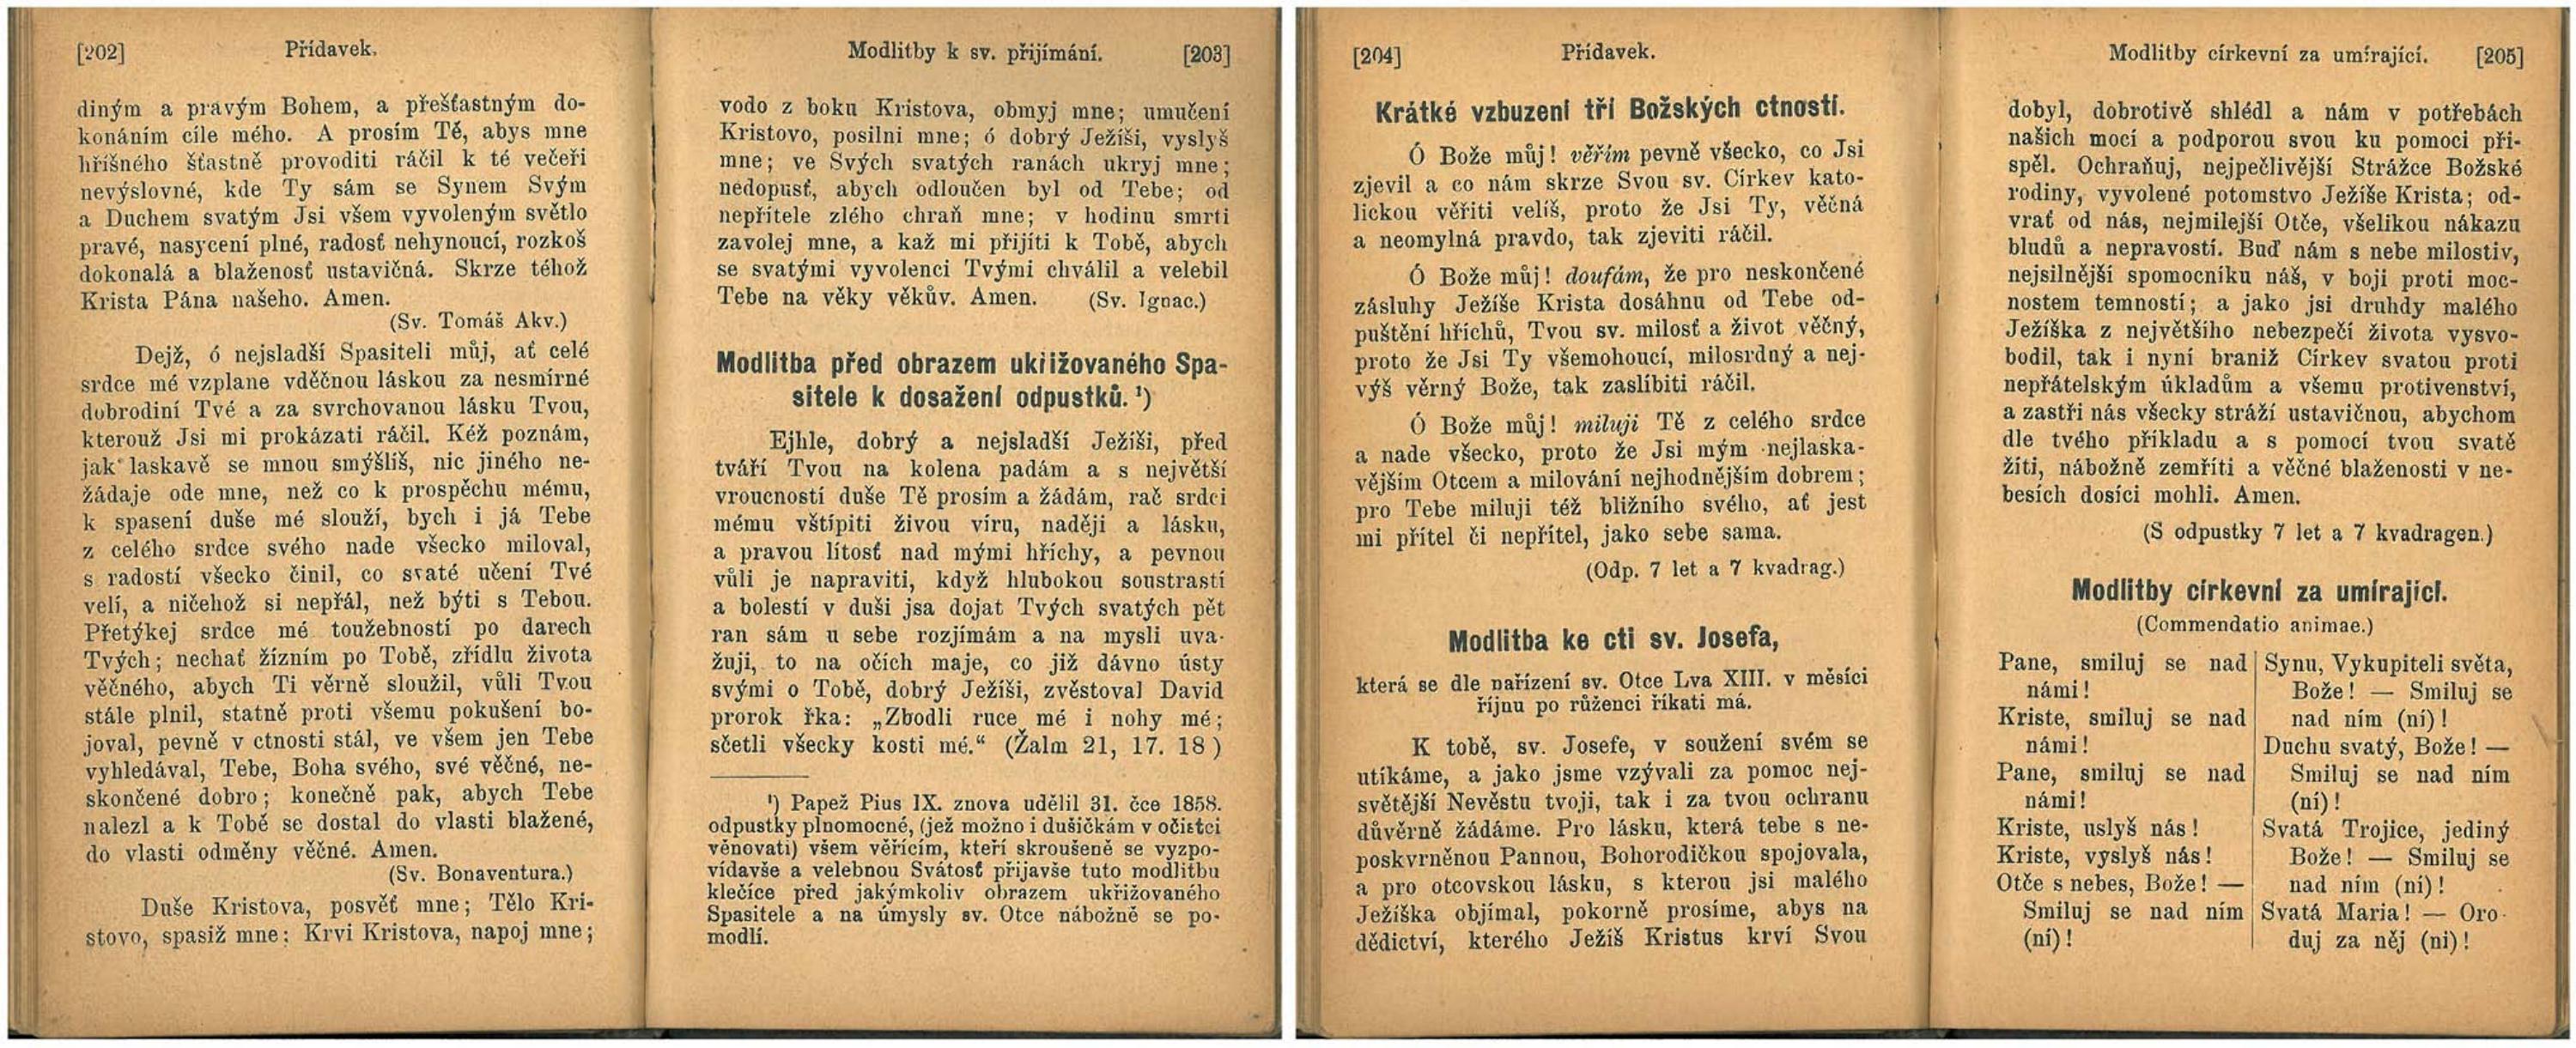 [202] Přídavek.
diným a pravým Bohem, a přešťastným do-
konáním cíle mého. A prosím Tě, abys mne
hříšného šťastně provoditi ráčil k té večeři
nevýslovné, kde Ty sám se Synem Svým
a Duchem svatým Jsi všem vyvoleným světlo
pravé, nasycení plné, radosť nehynoucí, rozkoš
dokonalá a blaženosť ustavičná. Skrze téhož
Krista Pána našeho. Amen.
(Sv. Tomáš Akv.)
Dejž, ó nejsladší Spasiteli můj, ať celé
srdce mé vzplane vděčnou láskou za nesmírné
dobrodiní Tvé a za svrchovanou lásku Tvou,
kterouž Jsi mi prokázati ráčil. Kéž poznám,
jak laskavě se mnou smýšlíš, nic jiného ne-
žádaje ode mne, než co k prospěchu mému,
k spasení duše mé slouží, bych i já Tebe
z celého srdce svého nade všecko miloval,
s radostí všecko činil, co svaté učení Tvé
velí, a ničehož si nepřál, než býti s Tebou.
Přetýkej srdce mé toužebností po darech
Tvých; nechať žízním po Tobě, zřídlu života
věčného, abych Ti věrně sloužil, vůli Tvou
stále plnil, statně proti všemu pokušení bo-
joval, pevně v ctnosti stál, ve všem jen Tebe
vyhledával, Tebe, Boha svého, své věčné, ne-
skončené dobro; konečně pak, abych Tebe
nalezl a k Tobě se dostal do vlasti blažené,
do vlasti odměny věčné. Amen.
(Sv. Bonaventura.)
Duše Kristova, posvěť mne; Tělo Kri-
stovo, spasiž mne; Krvi Kristova, napoj mne;
Modlitby k sv. přijímání. [203]
vodo z boku Kristova, obmyj mne; umučení
Kristovo, posilni mne; ó dobrý Ježíši, vyslyš
mne; ve Svých svatých ranách ukryj mne;
nedopusť, abych odloučen byl od Tebe; od
nepřítele zlého chraň mne; v hodinu smrti
zavolej mne, a kaž mi přijíti k Tobě, abych
se svatými vyvolenci Tvými chválil a velebil
Tebe na věky věkův. Amen. (Sv. Ignac.)
Modlitba před obrazem ukřižovaného Spa-
sitele k dosažení odpustků. ¹)
Ejhle, dobrý a nejsladší Ježíši, před
tváří Tvou na kolena padám a s největší
vroucností duše Tě prosím a žádám, rač srdci
mému vštípiti živou víru, naději a lásku,
a pravou lítosť nad mými hříchy, a pevnou
vůli je napraviti, když hlubokou soustrastí
a bolestí v duši jsa dojat Tvých svatých pět
ran sám u sebe rozjímám a na mysli uva-
žuji, to na očích maje, co již dávno ústy
svými o Tobě, dobrý Ježíši, zvěstoval David
prorok řka: „Zbodli ruce mé i nohy mé;
sčetli všecky kosti mé.“ (Žalm 21, 17. 18)
¹) Papež Pius IX. znova udělil 31. čce 1858.
odpustky plnomocné, (jež možno i dušičkám v očistci
věnovati) všem věřícím, kteří skroušeně se vyzpo-
vídavše a velebnou Svátosť přijavše tuto modlitbu
klečíce před jakýmkoliv obrazem ukřižovaného
Spasitele a na úmysly sv. Otce nábožně se po-
modlí.
[204] Přídavek.
Krátké vzbuzení tří Božských ctností.
Ó Bože můj! věřím pevně všecko, co Jsi
zjevil a co nám skrze Svou sv. Církev kato-
lickou věřiti velíš, proto že Jsi Ty, věčná
a neomylná pravdo, tak zjeviti ráčil.
Ó Bože můj! doufám, že pro neskončené
zásluhy Ježíše Krista dosáhnu od Tebe od-
puštění hříchů, Tvou sv. milosť a život věčný,
proto že Jsi Ty všemohoucí, milosrdný a nej-
výš věrný Bože, tak zaslíbiti ráčil.
Ó Bože můj! miluji Tě z celého srdce
a nade všecko, proto že Jsi mým nejlaska-
vějším Otcem a milování nejhodnějším dobrem;
pro Tebe miluji též bližního svého, ať jest
mi přítel či nepřítel, jako sebe sama.
(Odp. 7 let a 7 kvadrag.)
Modlitba ke cti sv. Josefa,
která se dle nařízení sv. Otce Lva XIII. v měsíci
říjnu po růženci říkati má.
K tobě, sv. Josefe, v soužení svém se
utíkáme, a jako jsme vzývali za pomoc nej-
světější Nevěstu tvoji, tak i za tvou ochranu
důvěrně žádáme. Pro lásku, která tebe s ne-
poskvrněnou Pannou, Bohorodičkou spojovala,
a pro otcovskou lásku, s kterou jsi malého
Ježíška objímal, pokorně prosíme, abys na
dědictví, kterého Ježíš Kristus krví Svou
Modlitby církevní za umírající. [205]
dobyl, dobrotivě shlédl a nám v potřebách
našich mocí a podporou svou ku pomoci při-
spěl. Ochraňuj, nejpečlivější Strážce Božské
rodiny, vyvolené potomstvo Ježíše Krista; od-
vrať od nás, nejmilejší Otče, všelikou nákazu
bludů a nepravostí. Buď nám s nebe milostiv,
nejsilnější spomocníku náš, v boji proti moc-
nostem temností; a jako jsi druhdy malého
Ježíška z největšího nebezpečí života vysvo-
bodil, tak i nyní braniž Církev svatou proti
nepřátelským úkladům a všemu protivenství,
a zastři nás všecky stráží ustavičnou, abychom
dle tvého příkladu a s pomocí tvou svatě
žíti, nábožně zemříti a věčné blaženosti v ne-
besích dosíci mohli. Amen.
(S odpustky 7 let a 7 kvadragen.)
Modlitby církevní za umírající.
(Commendatio animae.)
Pane, smiluj se nad
námi!
Kriste, smiluj se nad
námi!
Pane, smiluj se nad
námi!
Kriste, uslyš nás!
Kriste, vyslyš nás!
Otče s nebes, Bože! —
Smiluj se nad ním
(ní)!
Synu, Vykupiteli světa,
Bože! — Smiluj se
nad ním (ní)!
Duchu svatý, Bože! —
Smiluj se nad ním
(ní)!
Svatá Trojice, jediný
Bože! — Smiluj se
nad ním (ní)!
Svatá Maria! — Oro-
duj za něj (ni)!